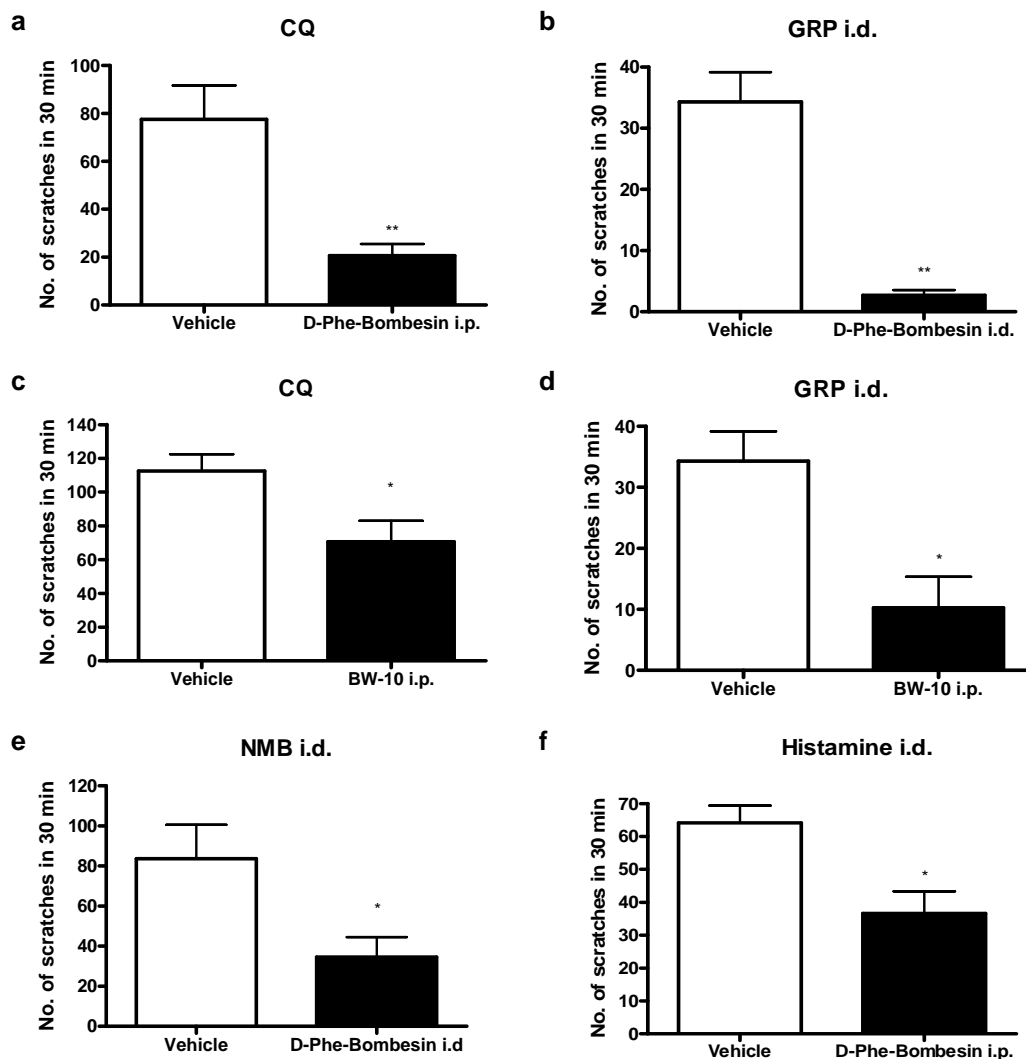 a
CQ
No. of scratches in 30 min
100
80
60
40
20
0
**
Vehicle
D-Phe-Bombesin i.p.
b
GRP i.d.
No. of scratches in 30 min
40
30
20
10
0
**
Vehicle
D-Phe-Bombesin i.d.
c
CQ
No. of scratches in 30 min
140
120
100
80
60
40
20
0
*
Vehicle
BW-10 i.p.
d
GRP i.d.
No. of scratches in 30 min
40
30
20
10
0
*
Vehicle
BW-10 i.p.
e
NMB i.d.
No. of scratches in 30 min
120
100
80
60
40
20
0
*
Vehicle
D-Phe-Bombesin i.d
f
Histamine i.d.
No. of scratches in 30 min
70
60
50
40
30
20
10
0
*
Vehicle
D-Phe-Bombesin i.p.